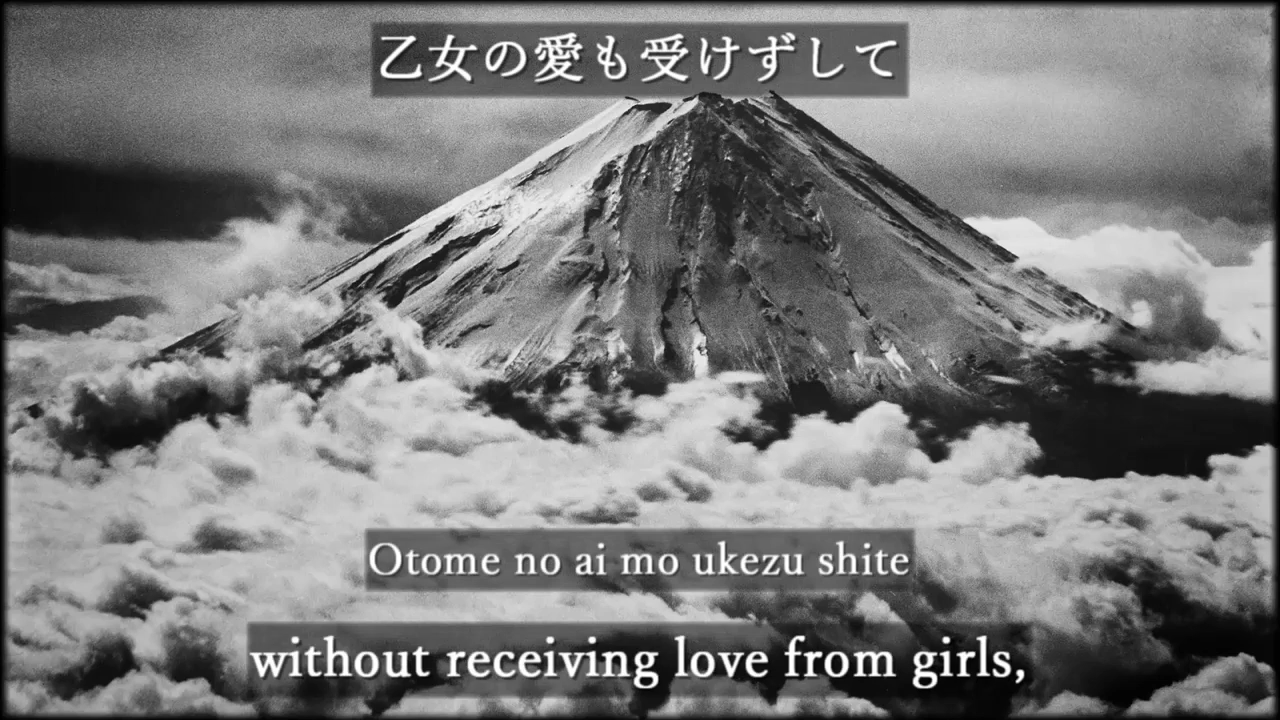 乙女の愛も受けずして
Otome no ai mo ukezu shite
without receiving love from girls,